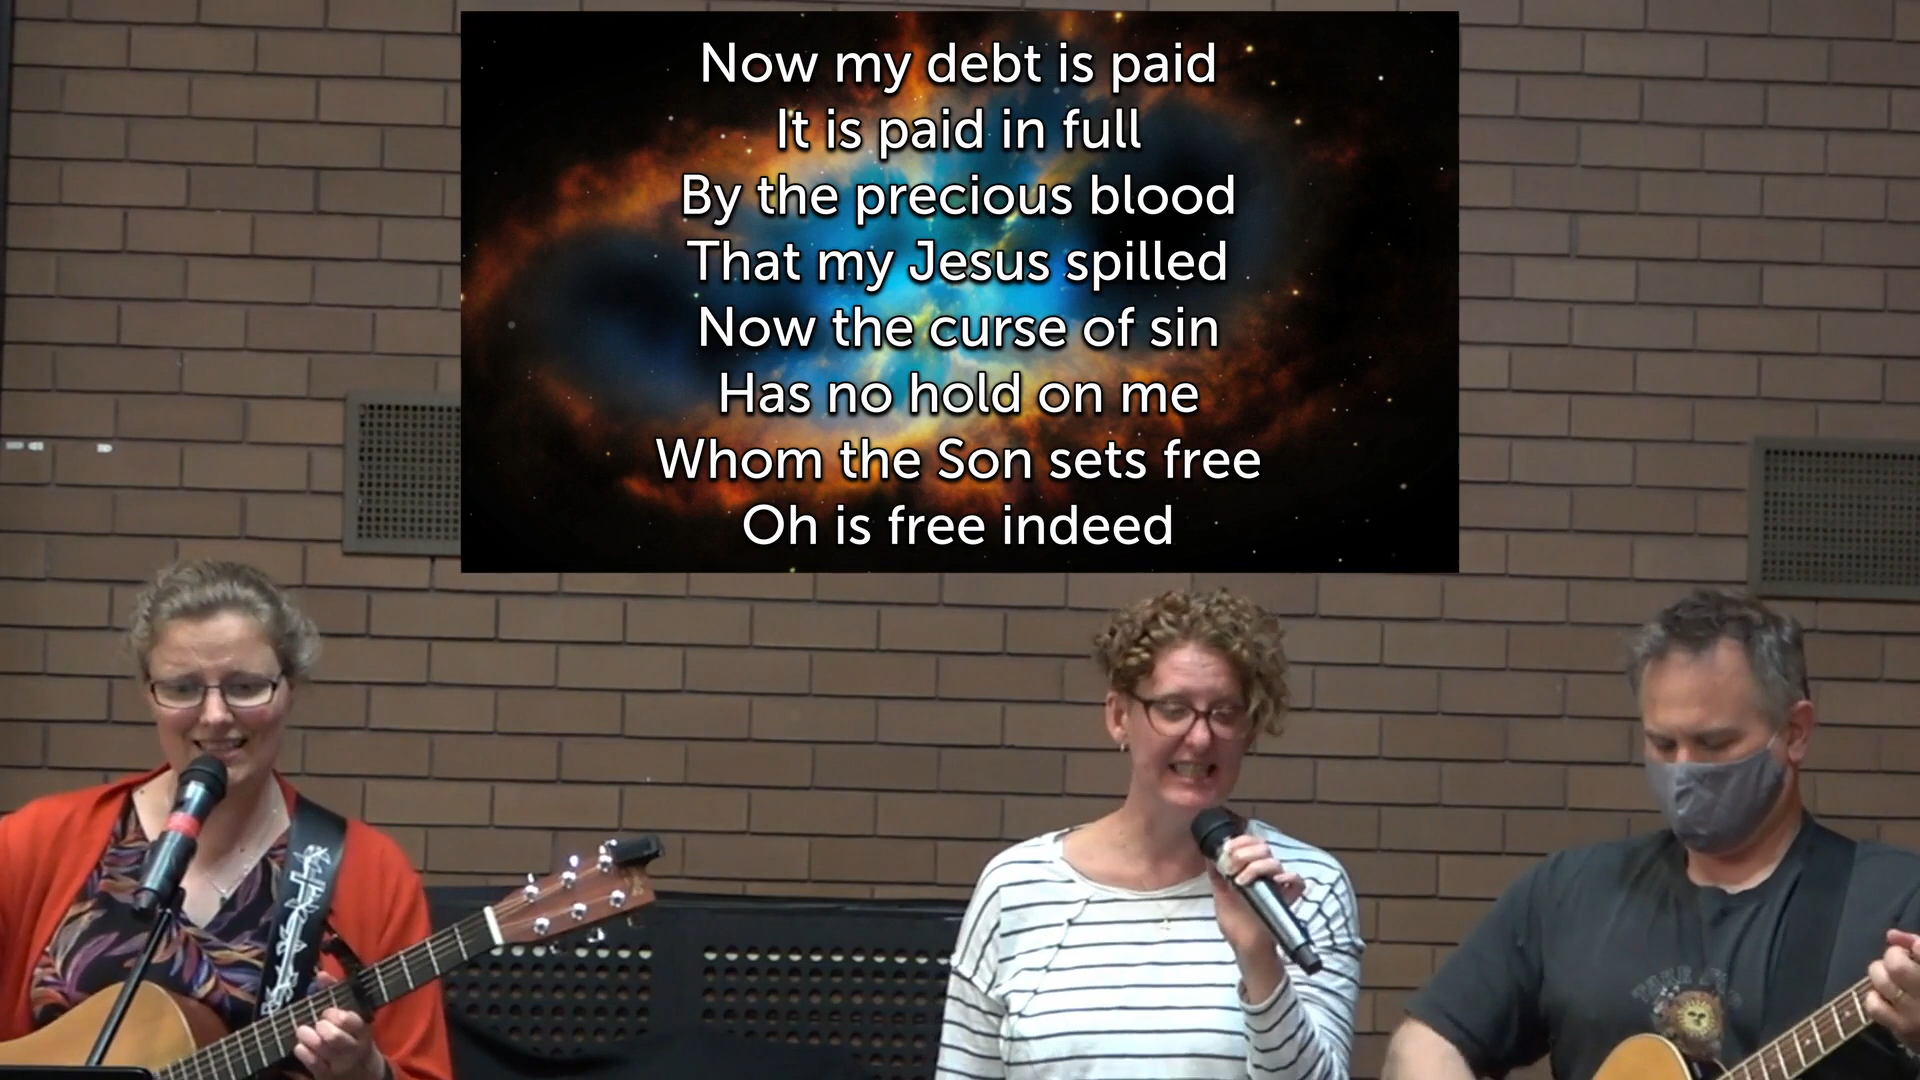 Now my debt is paid
It is paid in full
By the precious blood
That my Jesus spilled
Now the curse of sin
Has no hold on me
Whom the Son sets free
Oh is free indeed